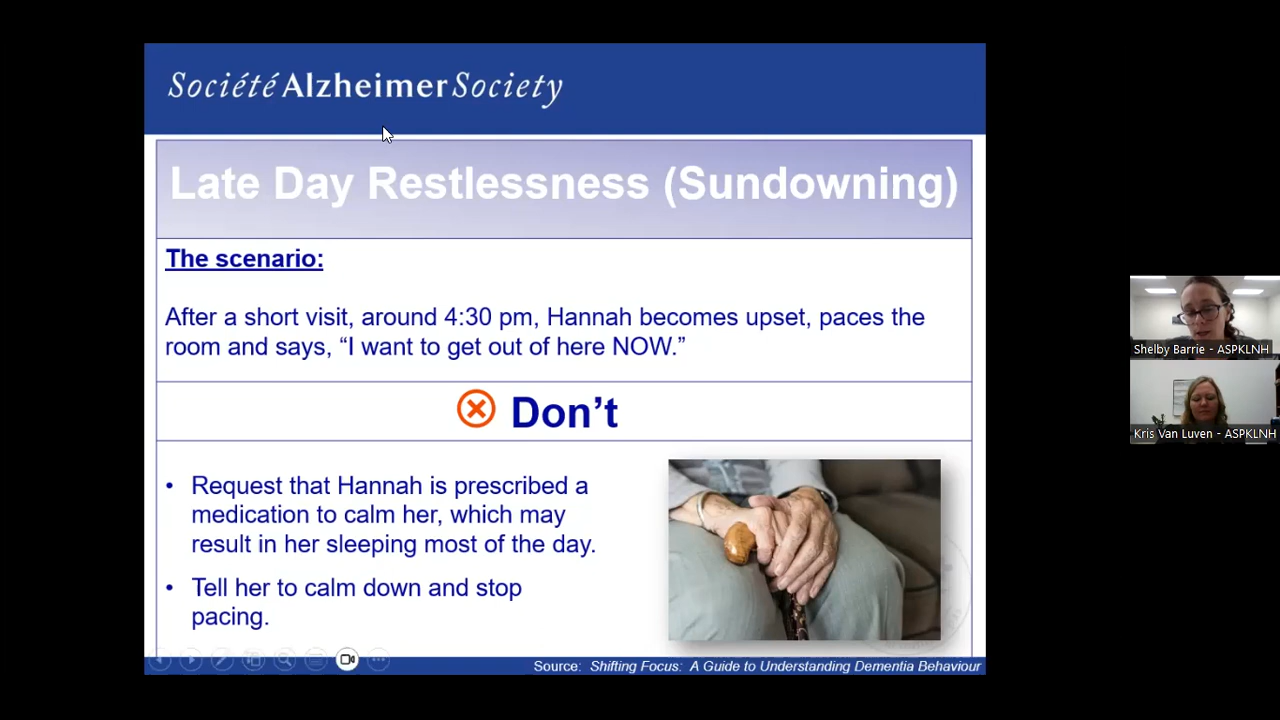 Société Alzheimer Society
Late Day Restlessness (Sundowning)
The scenario:
After a short visit, around 4:30 pm, Hannah becomes upset, paces the
room and says, “I want to get out of here NOW.”
Don’t
• Request that Hannah is prescribed a
medication to calm her, which may
result in her sleeping most of the day.
• Tell her to calm down and stop
pacing.
Source: Shifting Focus: A Guide to Understanding Dementia Behaviour
Shelby Barrie - ASPKLNH
Kris Van Luven - ASPKLNH